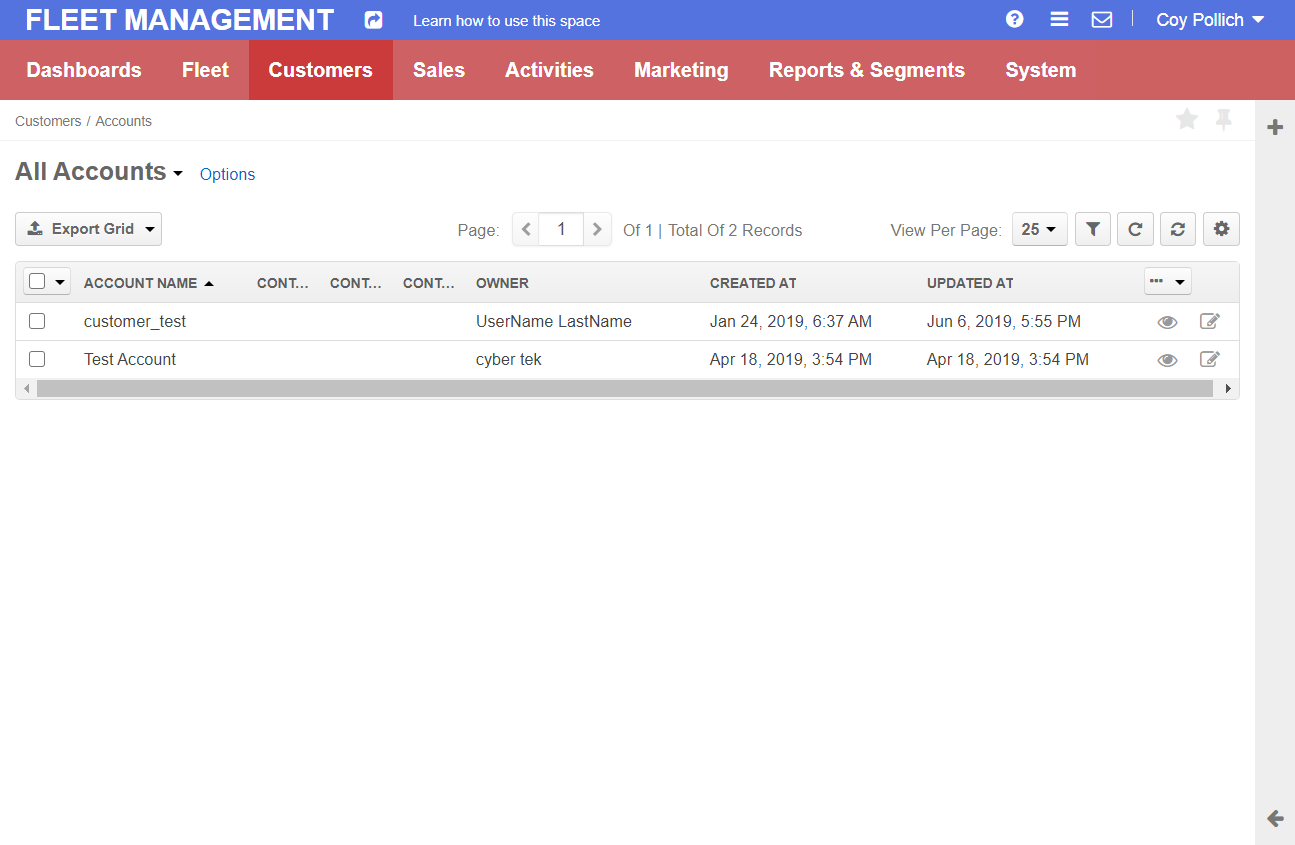 FLEET MANAGEMENT Learn how to use this space Coy Pollich
Dashboards Fleet Customers Sales Activities Marketing Reports & Segments System
Customers / Accounts
All Accounts Options
Export Grid Page: 1 Of 1 | Total Of 2 Records View Per Page: 25
ACCOUNT NAME CONT... CONT... CONT... OWNER CREATED AT UPDATED AT
customer_test UserName LastName Jan 24, 2019, 6:37 AM Jun 6, 2019, 5:55 PM
Test Account cyber tek Apr 18, 2019, 3:54 PM Apr 18, 2019, 3:54 PM